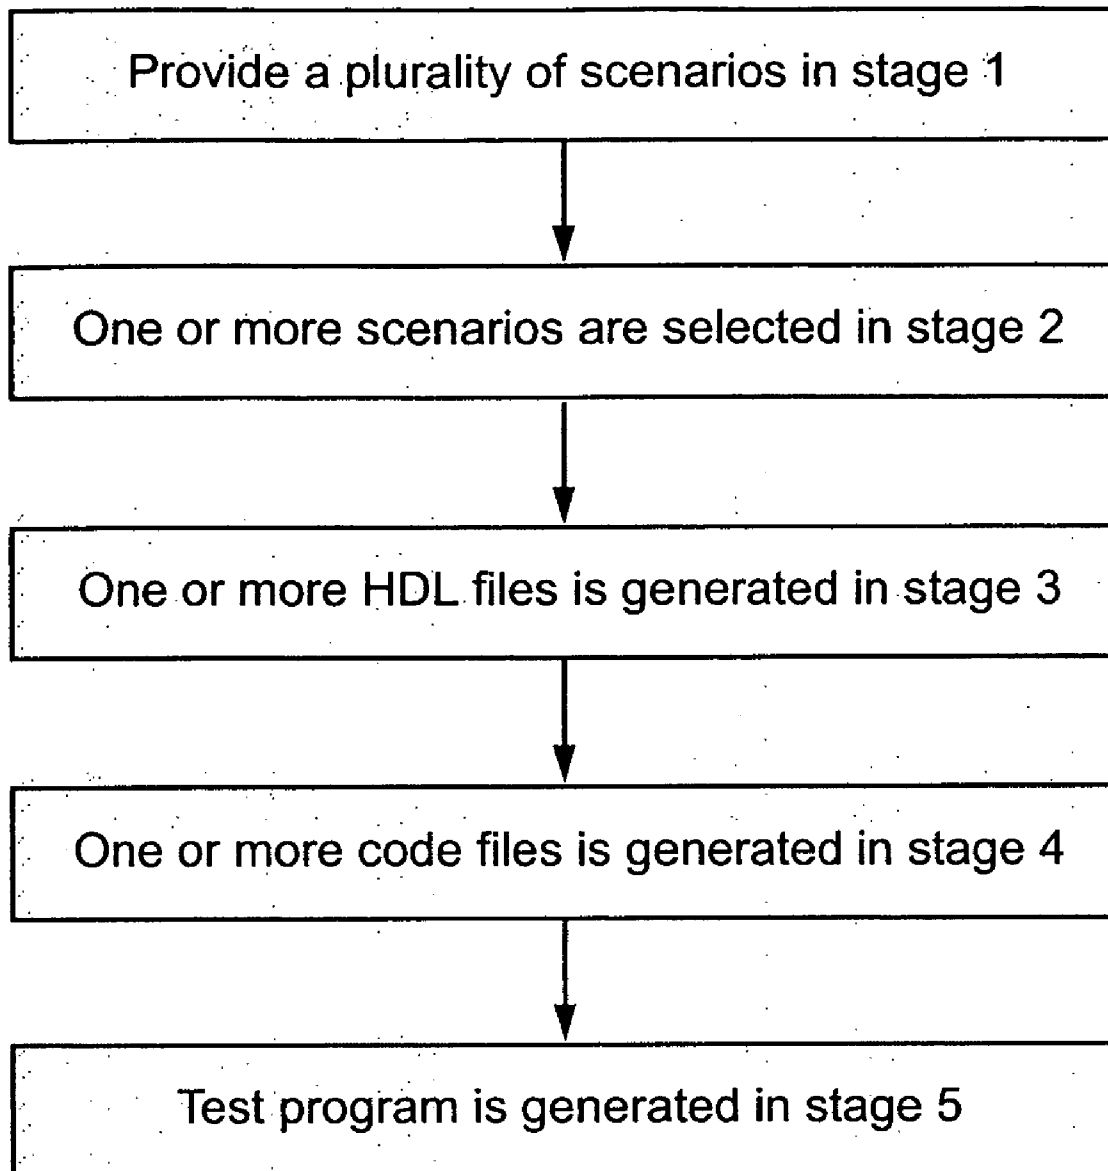 Provide a plurality of scenarios in stage 1
One or more scenarios are selected in stage 2
One or more HDL files is generated in stage 3
One or more code files is generated in stage 4
Test program is generated in stage 5